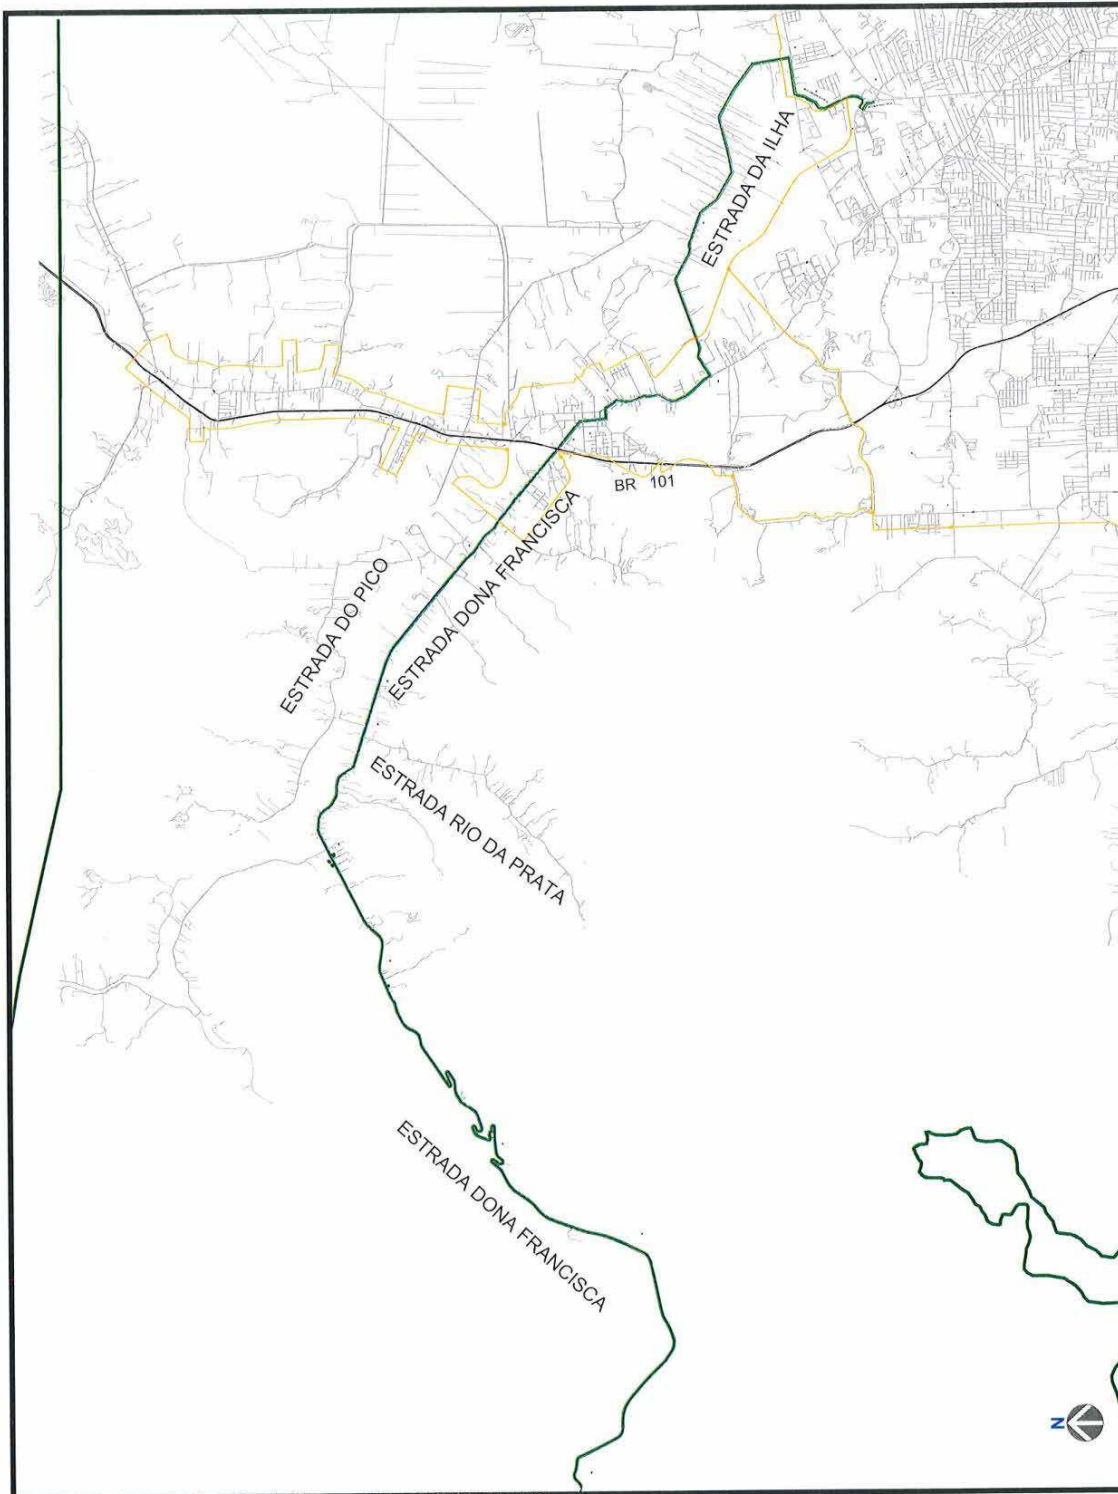 ESTRADA DA ILHA
BR 101
ESTRADA DO PICO
ESTRADA DONA FRANCISCA
ESTRADA RIO DA PRATA
ESTRADA DONA FRANCISCA
N